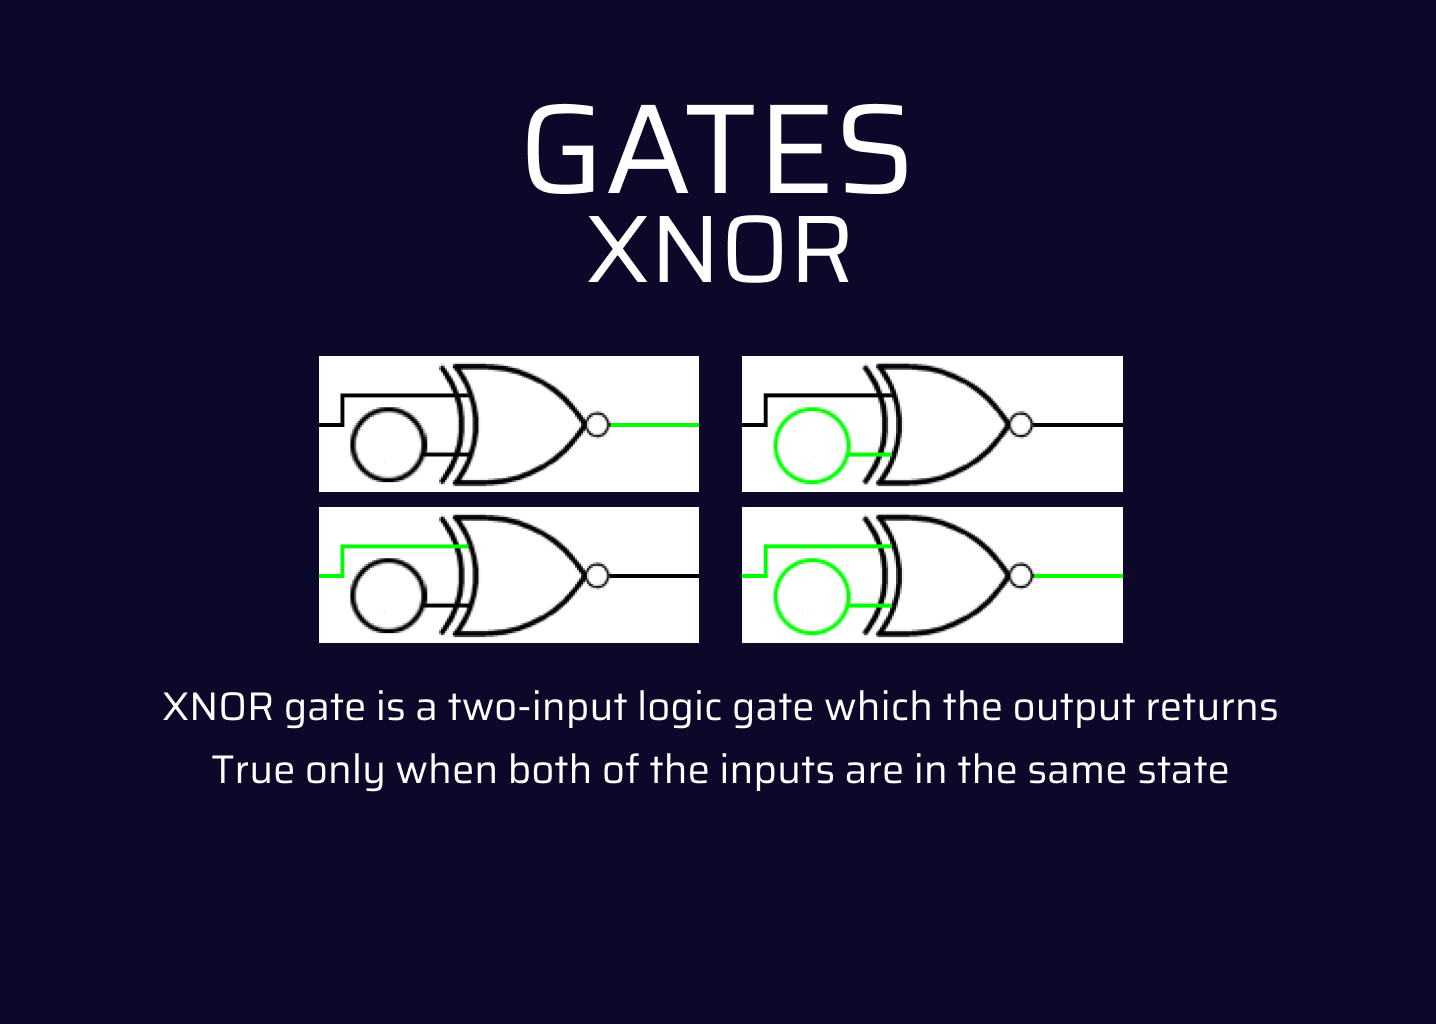 GATES
XNOR
XNOR gate is a two-input logic gate which the output returns
True only when both of the inputs are in the same state